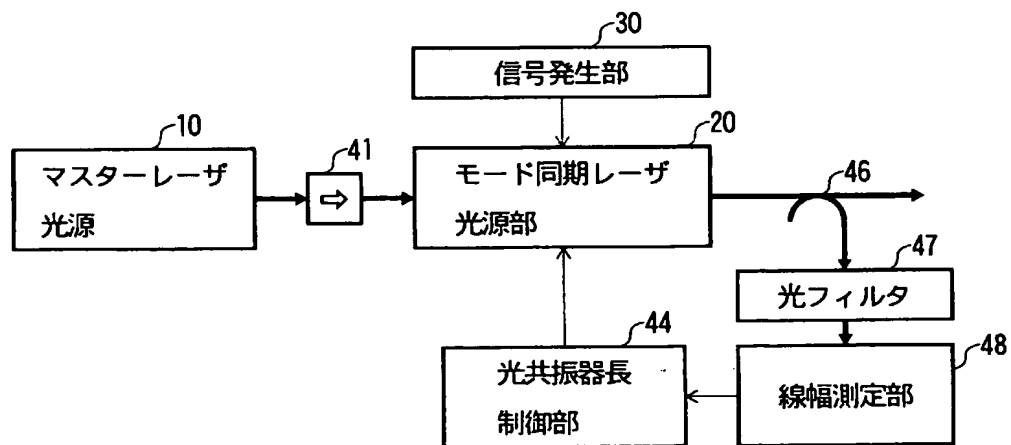 30
信号発生部
10
マスターレーザ
光源
41
20
モード同期レーザ
光源部
46
47
光フィルタ
44
光共振器長
制御部
48
線幅測定部